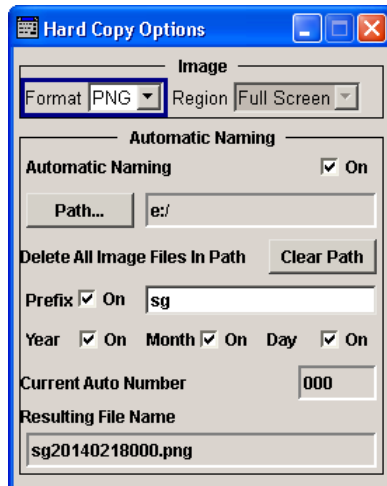 Hard Copy Options
Image
Format PNG Region Full Screen
Automatic Naming
Automatic Naming On
Path... e:/
Delete All Image Files In Path Clear Path
Prefix On sg
Year On Month On Day On
Current Auto Number 000
Resulting File Name
sg20140218000.png